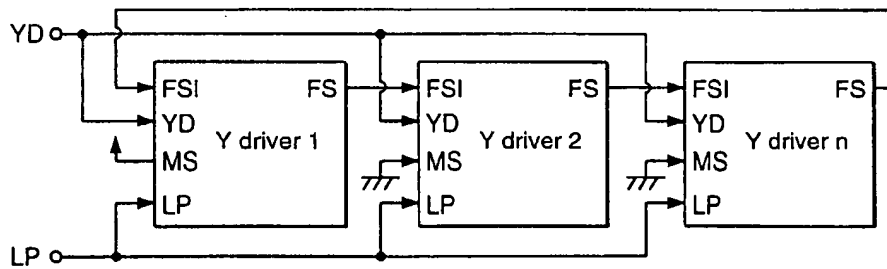 YD
FSI FS FSI FS FSI FS
YD YD YD
Y driver 1 Y driver 2 Y driver n
MS MS MS
LP LP LP
LP